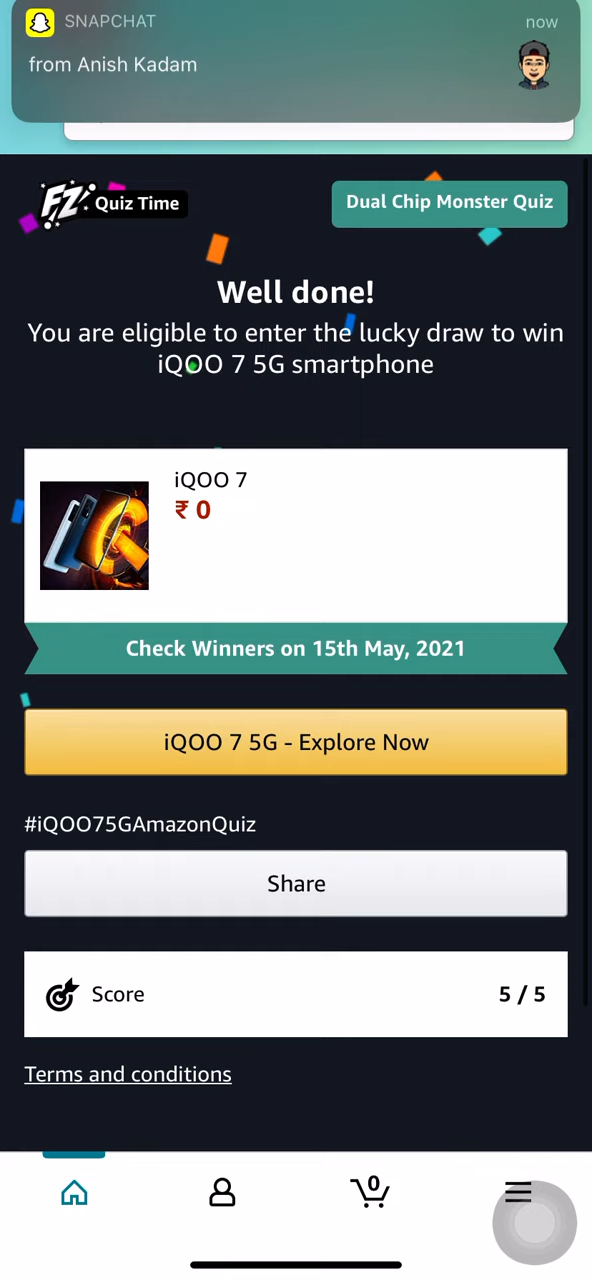 SNAPCHAT
now
from Anish Kadam
FZ Quiz Time
Dual Chip Monster Quiz
Well done!
You are eligible to enter the lucky draw to win
iQOO 7 5G smartphone
iQOO 7
₹ 0
Check Winners on 15th May, 2021
iQOO 7 5G - Explore Now
#iQOO75GAmazonQuiz
Share
Score
5 / 5
Terms and conditions
0